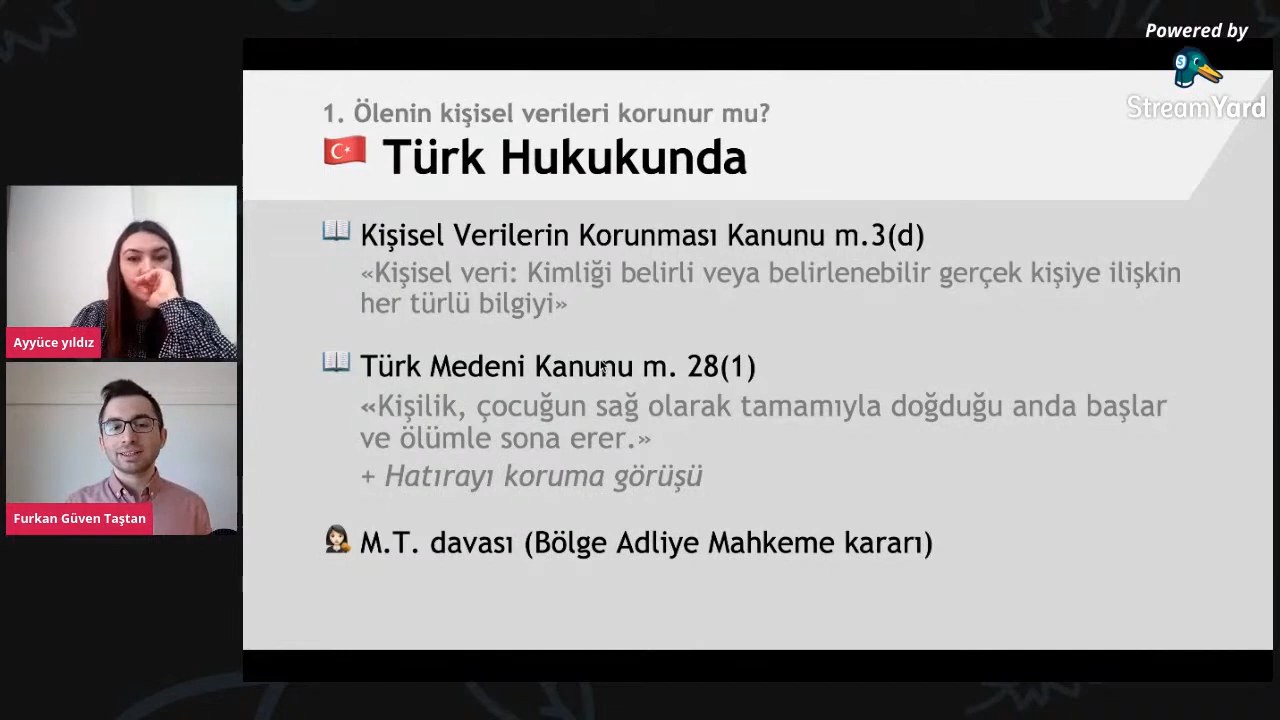 Powered by
StreamYard
1. Ölenin kişisel verileri korunur mu?
Türk Hukukunda
Kişisel Verilerin Korunması Kanunu m.3(d)
«Kişisel veri: Kimliği belirli veya belirlenebilir gerçek kişiye ilişkin
her türlü bilgiyi»
Türk Medeni Kanunu m. 28(1)
«Kişilik, çocuğun sağ olarak tamamıyla doğduğu anda başlar
ve ölümle sona erer.»
+ Hatırayı koruma görüşü
M.T. davası (Bölge Adliye Mahkeme kararı)
Ayyüce yıldız
Furkan Güven Taştan